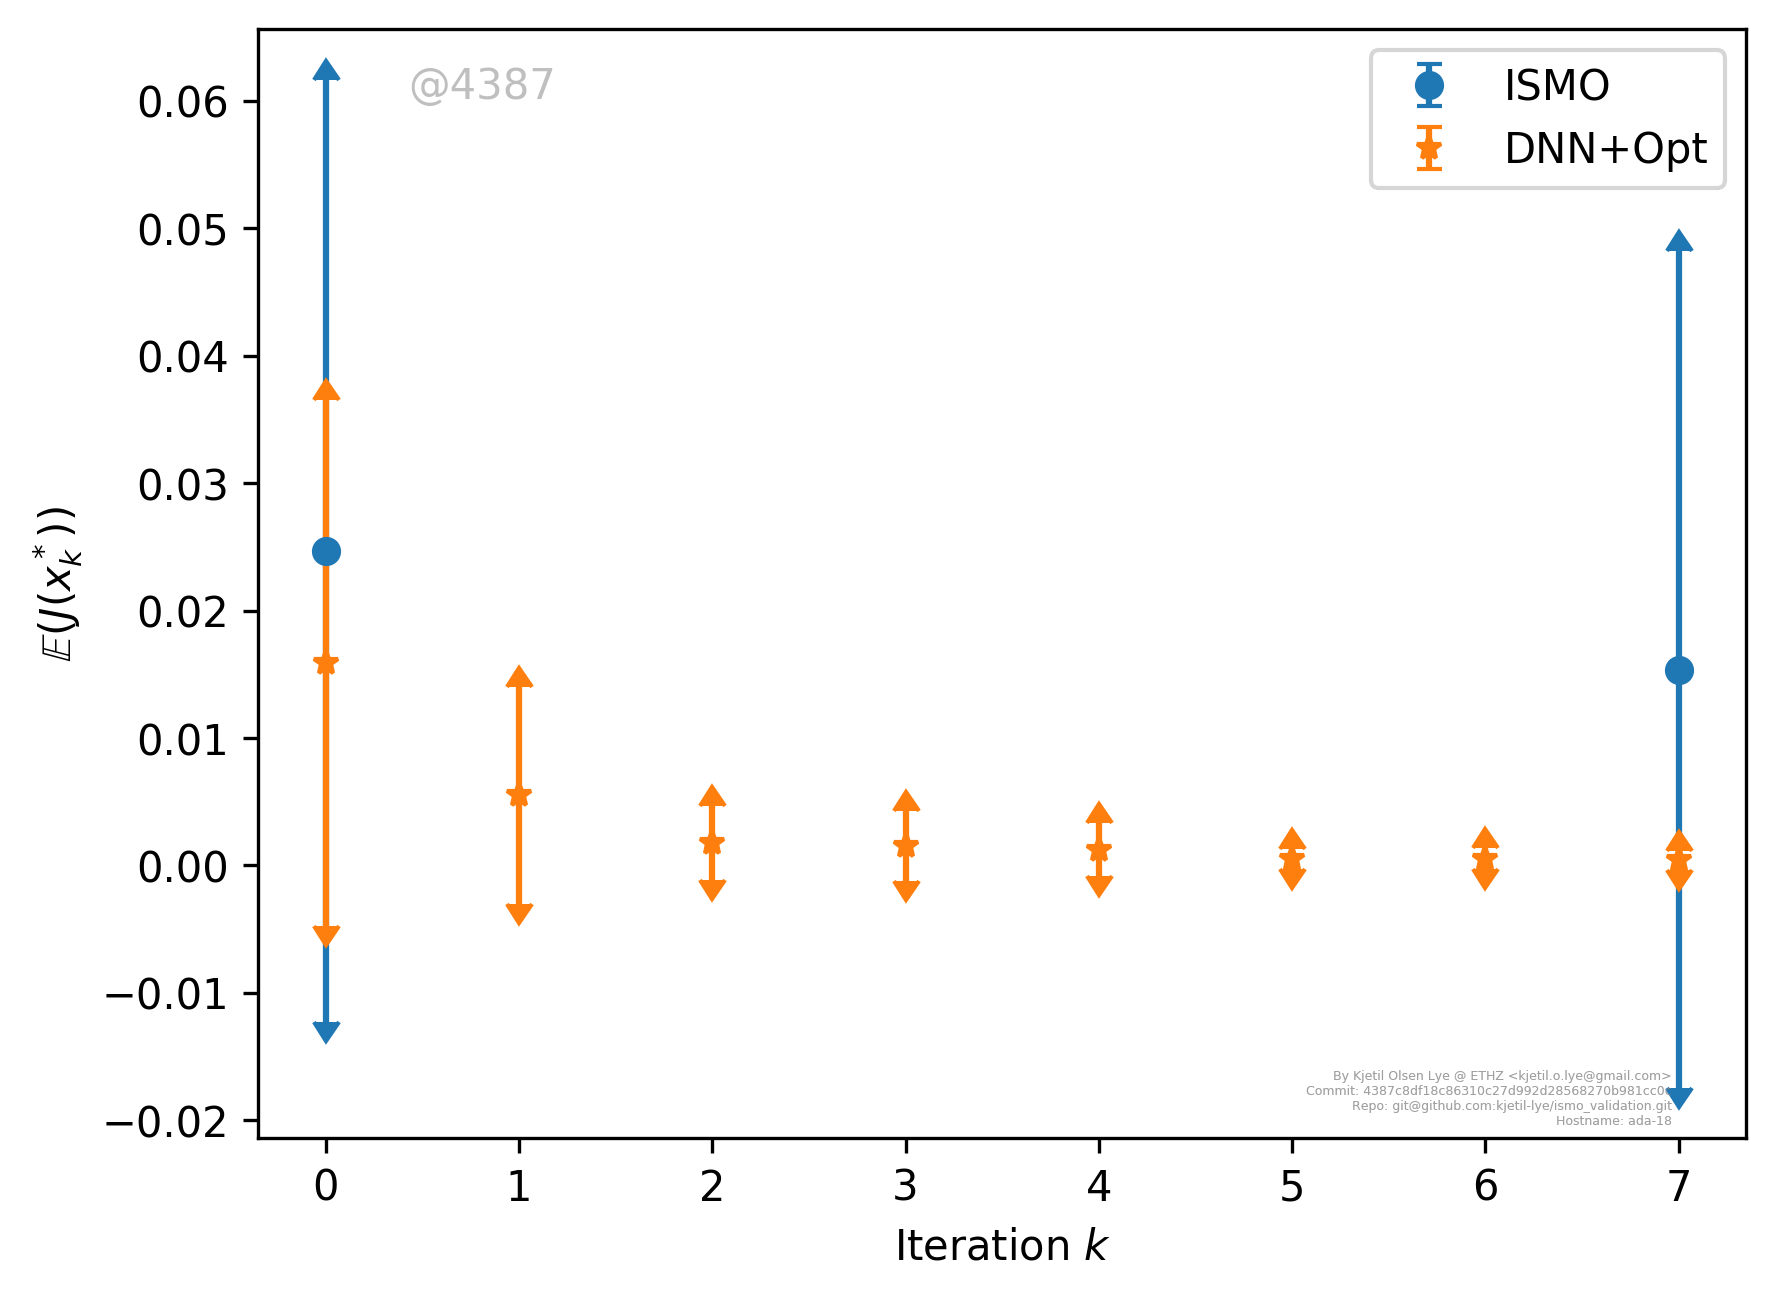 @4387
ISMO
DNN+Opt
0.06
0.05
0.04
0.03
0.02
0.01
0.00
−0.01
−0.02
𝔼(J(x*k))
By Kjetil Olsen Lye @ ETHZ <kjetil.o.lye@gmail.com>
Commit: 4387c8df18c86310c27d992d28568270b981cc0
Repo: git@github.com:kjetil-lye/ismo_validation.git
Hostname: ada-18
0 1 2 3 4 5 6 7
Iteration k